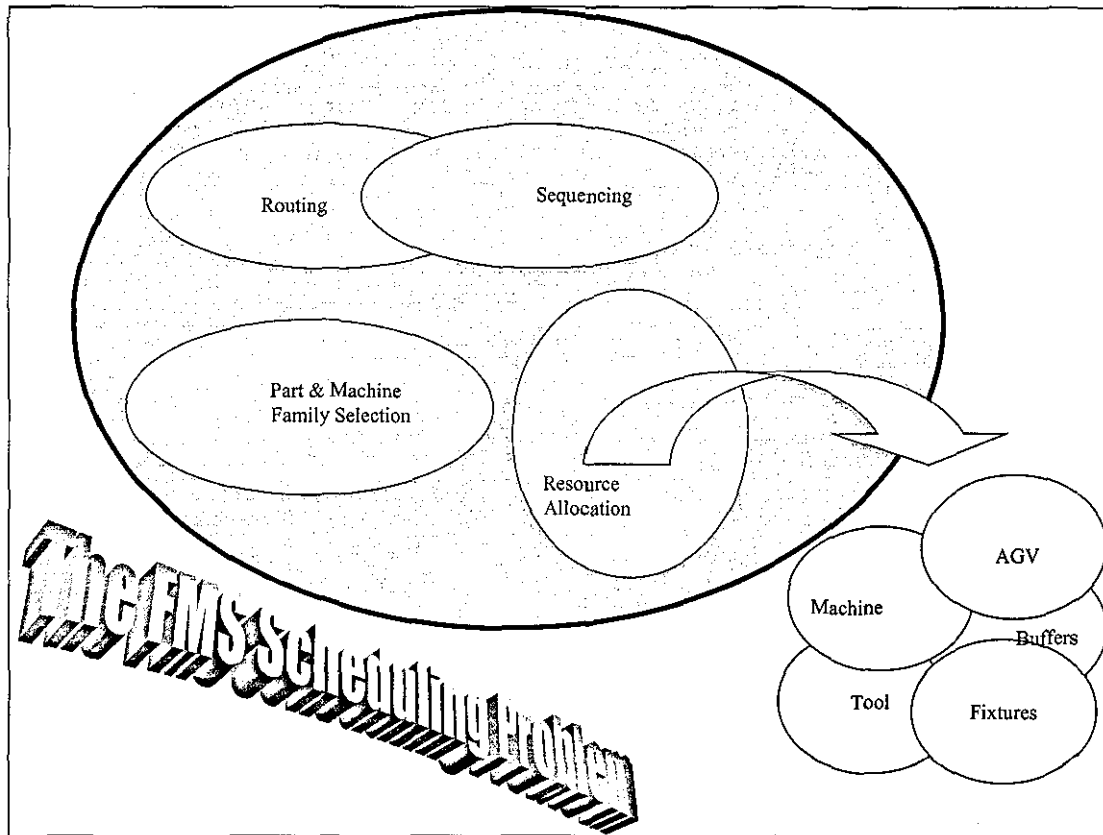 Routing
Sequencing
Part & Machine
Family Selection
Resource
Allocation
AGV
Machine
Buffers
Tool
Fixtures
The FMS Scheduling Problem